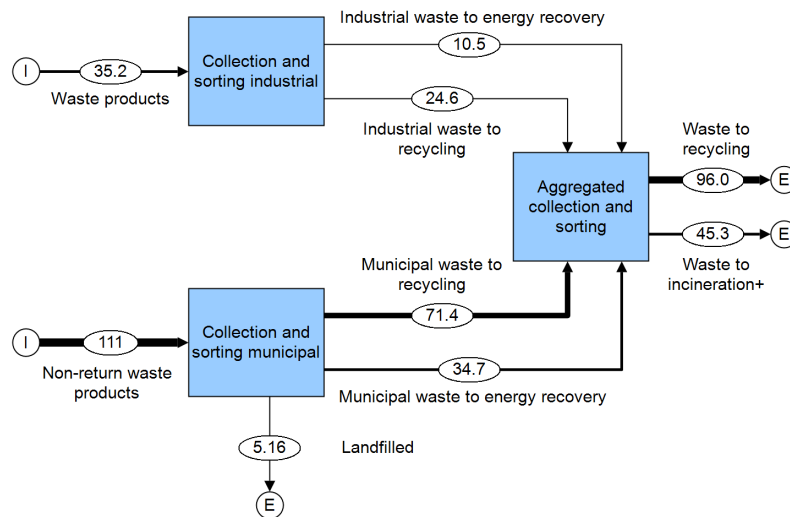 Industrial waste to energy recovery
10.5
Collection and
sorting industrial
I
35.2
Waste products
24.6
Industrial waste to
recycling
Waste to
recycling
96.0
E
Aggregated
collection and
sorting
45.3
E
Waste to
incineration+
Municipal waste to
recycling
71.4
Collection and
sorting municipal
I
111
Non-return waste
products
34.7
Municipal waste to energy recovery
5.16
Landfilled
E